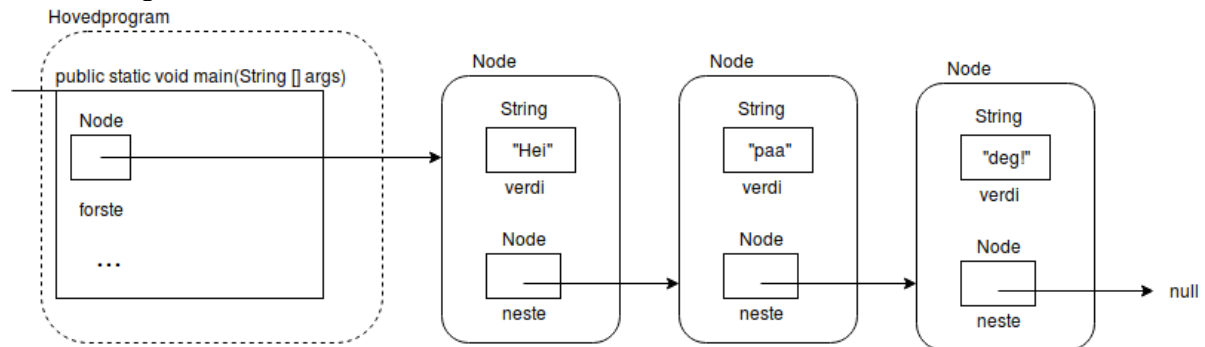 Hovedprogram
public static void main(String [] args)
Node
forste
...
Node
String
"Hei"
verdi
Node
neste
Node
String
"paa"
verdi
Node
neste
Node
String
"deg!"
verdi
Node
neste
null